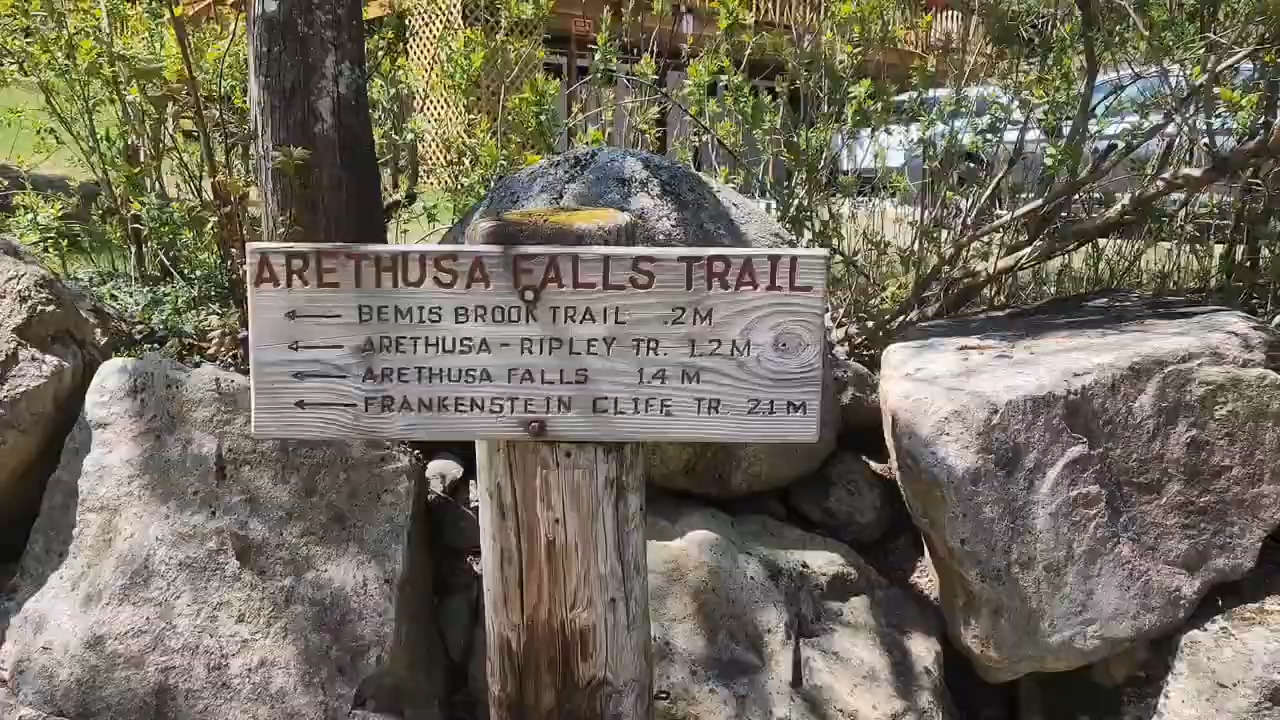 ARETHUSA FALLS TRAIL
BEMIS BROOK TRAIL .2 M
ARETHUSA-RIPLEY TR. 1.2 M
ARETHUSA FALLS 1.4 M
FRANKENSTEIN CLIFF TR. 2.1 M